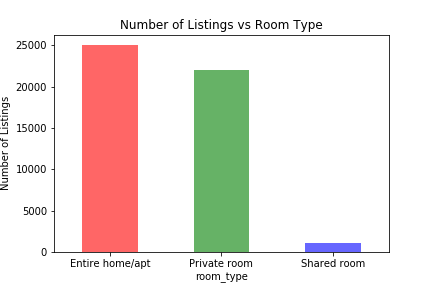 Number of Listings vs Room Type
Number of Listings
25000
20000
15000
10000
5000
0
Entire home/apt Private room Shared room
room_type